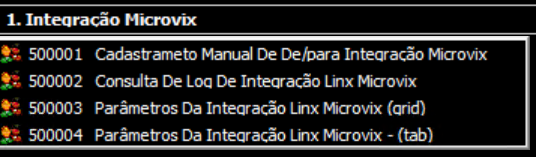 1. Integração Microvix
500001 Cadastrameto Manual De De/para Integração Microvix
500002 Consulta De Log De Integração Linx Microvix
500003 Parâmetros Da Integração Linx Microvix (grid)
500004 Parâmetros Da Integração Linx Microvix - (tab)